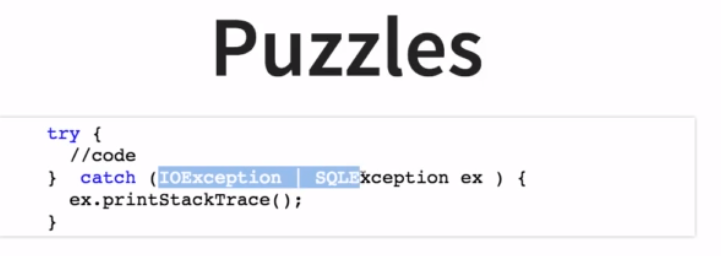 Puzzles
try {
//code
} catch (IOException | SQLException ex ) {
ex.printStackTrace();
}